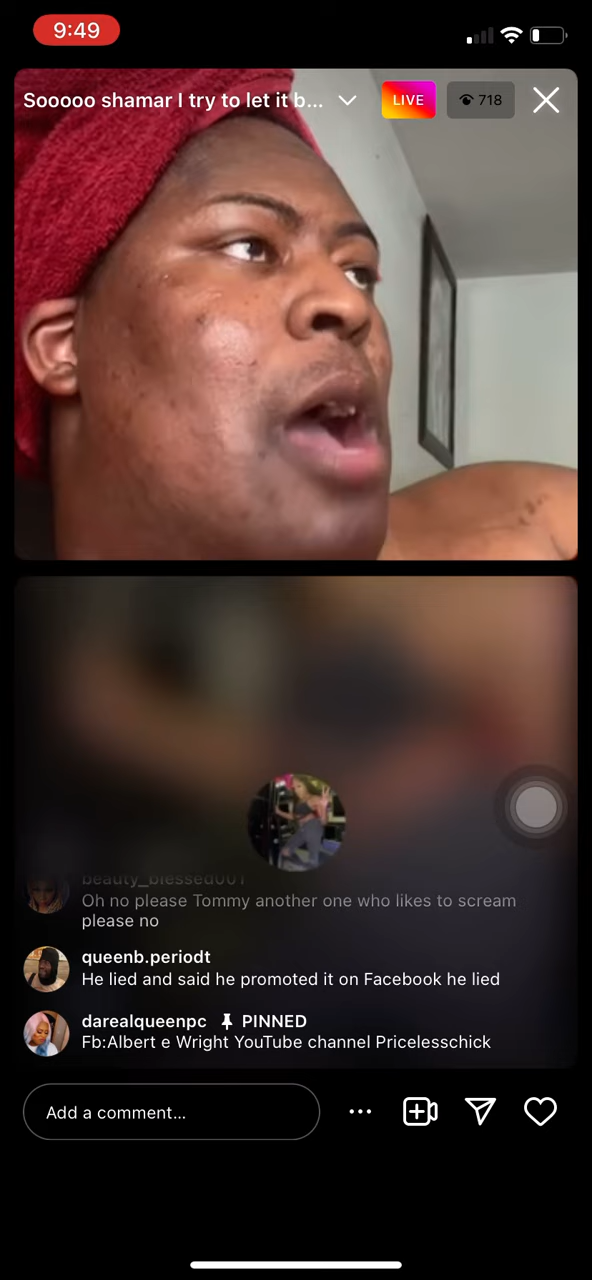 9:49
Sooooo shamar I try to let it b...
LIVE
718
beauty_blessed001
Oh no please Tommy another one who likes to scream
please no
queenb.periodt
He lied and said he promoted it on Facebook he lied
darealqueenpc PINNED
Fb:Albert e Wright YouTube channel Pricelesschick
Add a comment...